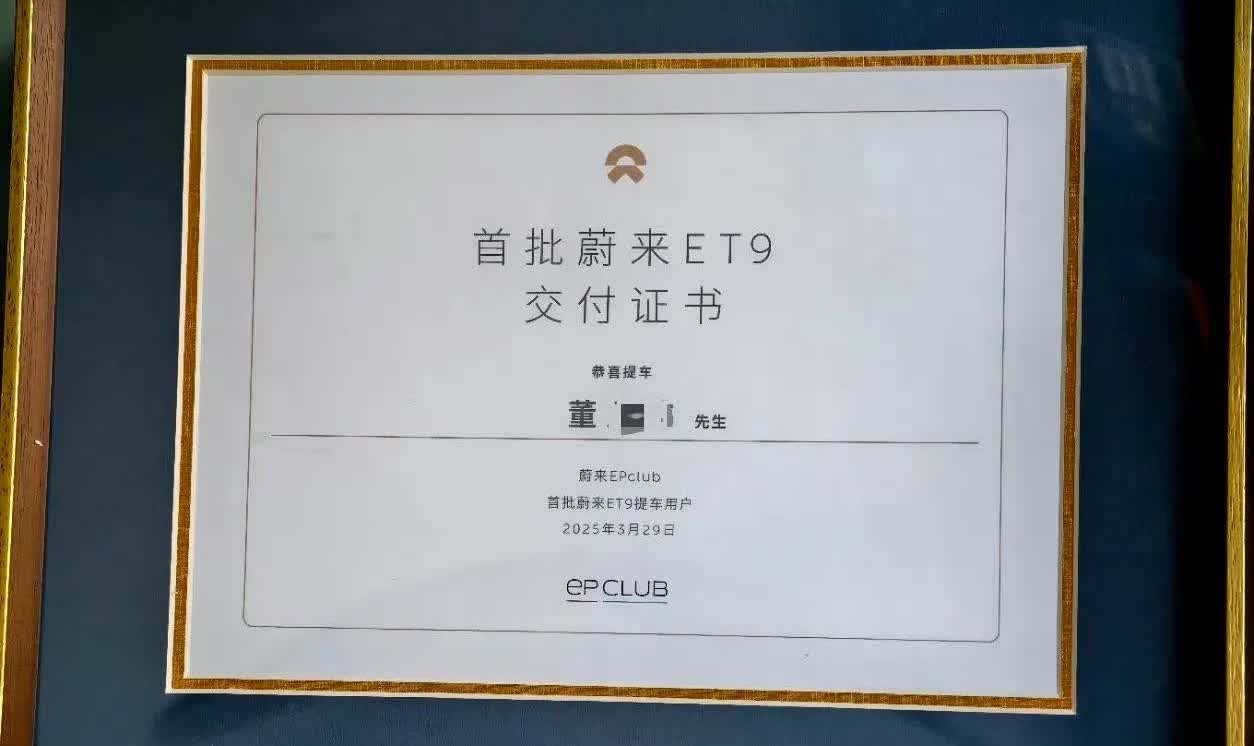 首批蔚来ET9
交付证书
恭喜提车
董 先生
蔚来EPclub
首批蔚来ET9提车用户
2025年3月29日
ePCLUB